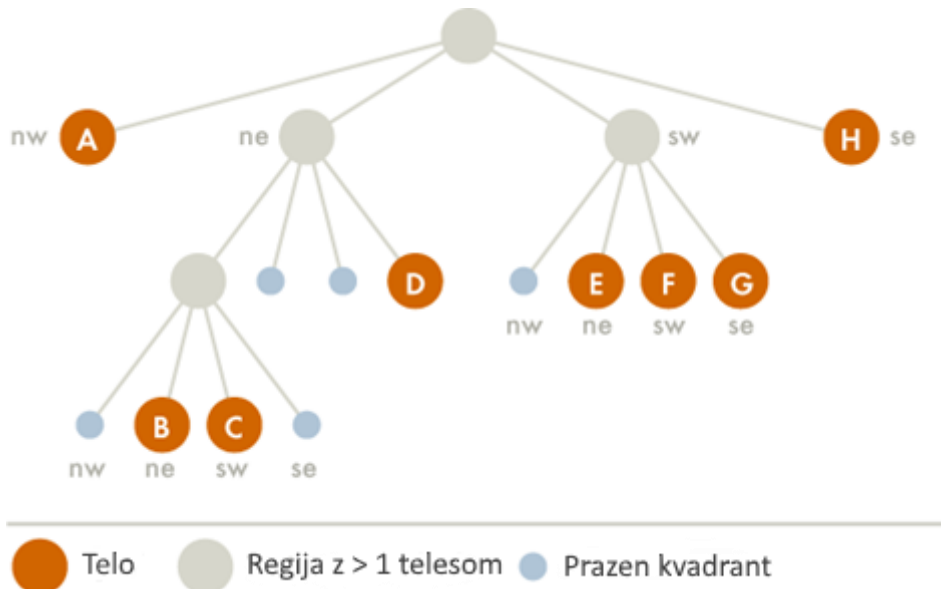 nw A ne sw H se
D E F G
nw ne sw se
B C
nw ne sw se
Telo Regija z > 1 telesom Prazen kvadrant